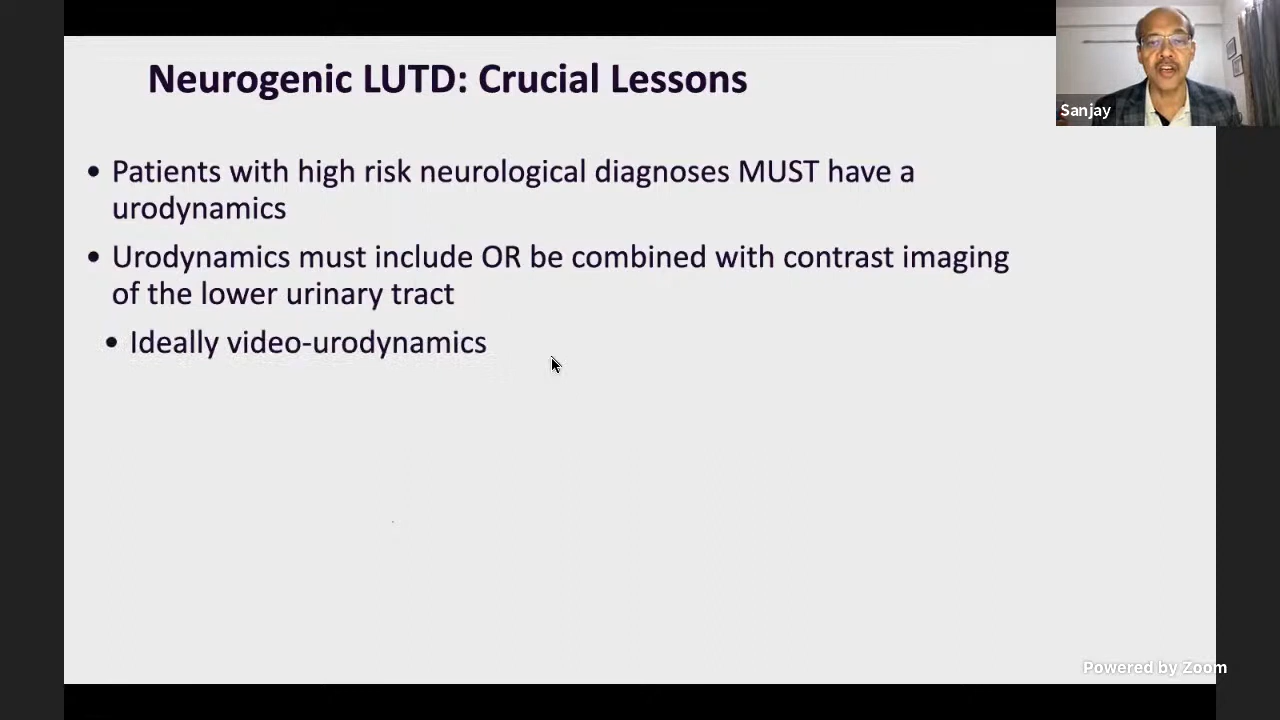 Neurogenic LUTD: Crucial Lessons
Sanjay
• Patients with high risk neurological diagnoses MUST have a
urodynamics
• Urodynamics must include OR be combined with contrast imaging
of the lower urinary tract
• Ideally video-urodynamics
Powered by Zoom